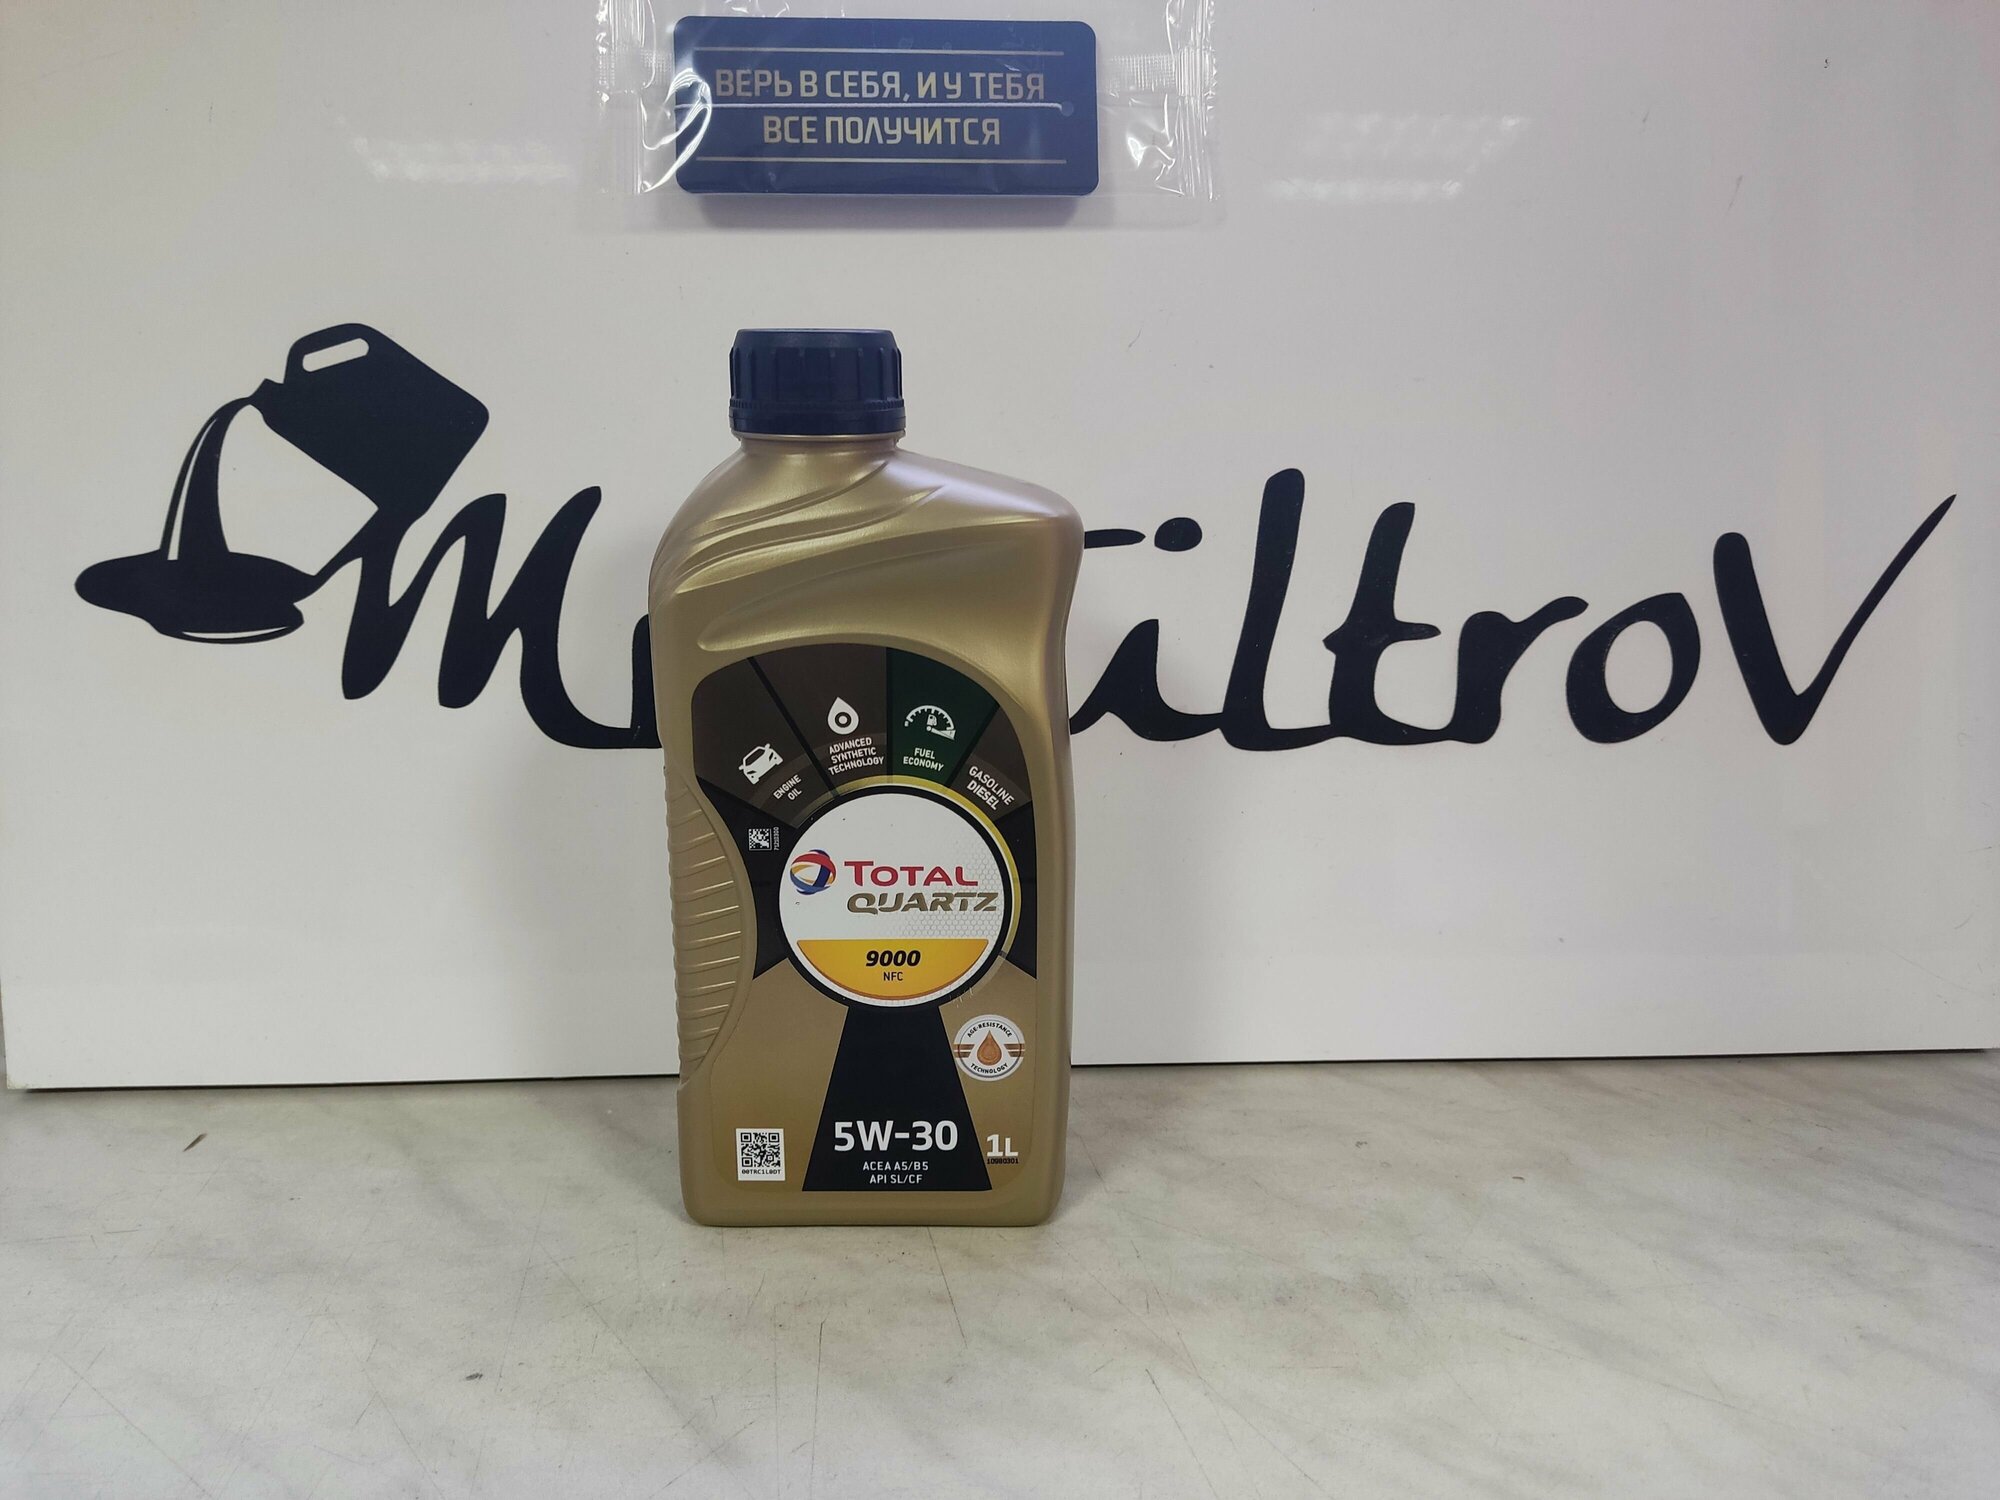 ВЕРЬ В СЕБЯ, И У ТЕБЯ
ВСЕ ПОЛУЧИТСЯ
ENGINE
OIL
ADVANCED
SYNTHETIC
TECHNOLOGY
FUEL
ECONOMY
GASOLINE
DIESEL
TOTAL
QUARTZ
9000
NFC
AGE-RESISTANCE
TECHNOLOGY
5W-30
1L
ACEA A5/B5
API SL/CF